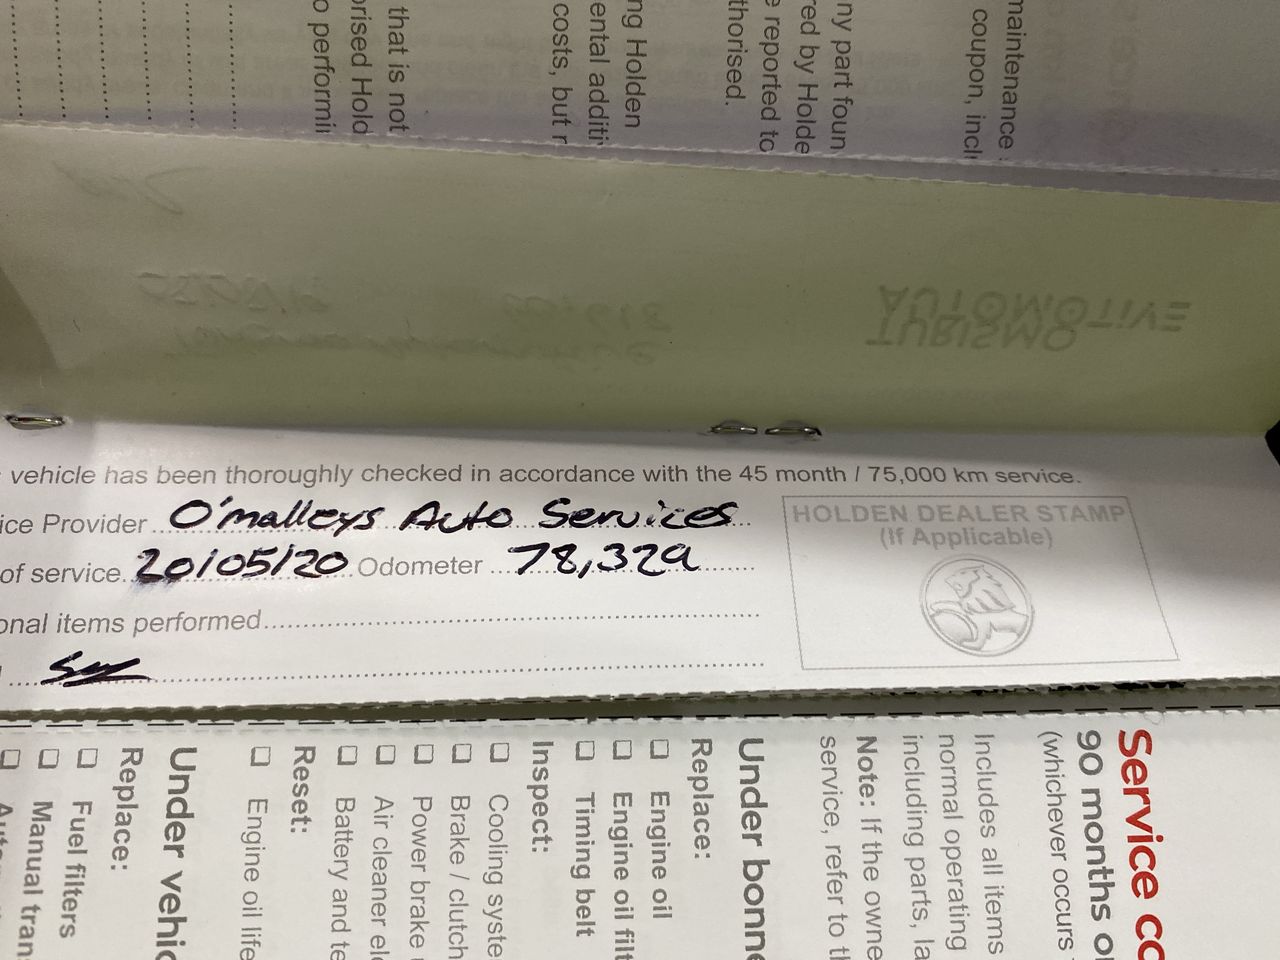 maintenance
coupon, incl
ny part foun
red by Holde
e reported to
thorised.
ng Holden
ental additi
costs, but r
that is not
rised Hold
o performi
TURISMO
AUTOMOTIVE
vehicle has been thoroughly checked in accordance with the 45 month / 75,000 km service.
ice Provider O'malleys Auto Services
of service. 20/05/20 Odometer 78,329
onal items performed
HOLDEN DEALER STAMP
(If Applicable)
Service co
90 months o
(whichever occurs
Includes all items
normal operating
including parts, la
Note: If the owne
service, refer to th
Under bonne
Replace:
Engine oil
Engine oil filt
Timing belt
Inspect:
Cooling syste
Brake / clutch
Power brake
Air cleaner ele
Battery and te
Reset:
Engine oil life
Under vehic
Replace:
Fuel filters
Manual tran